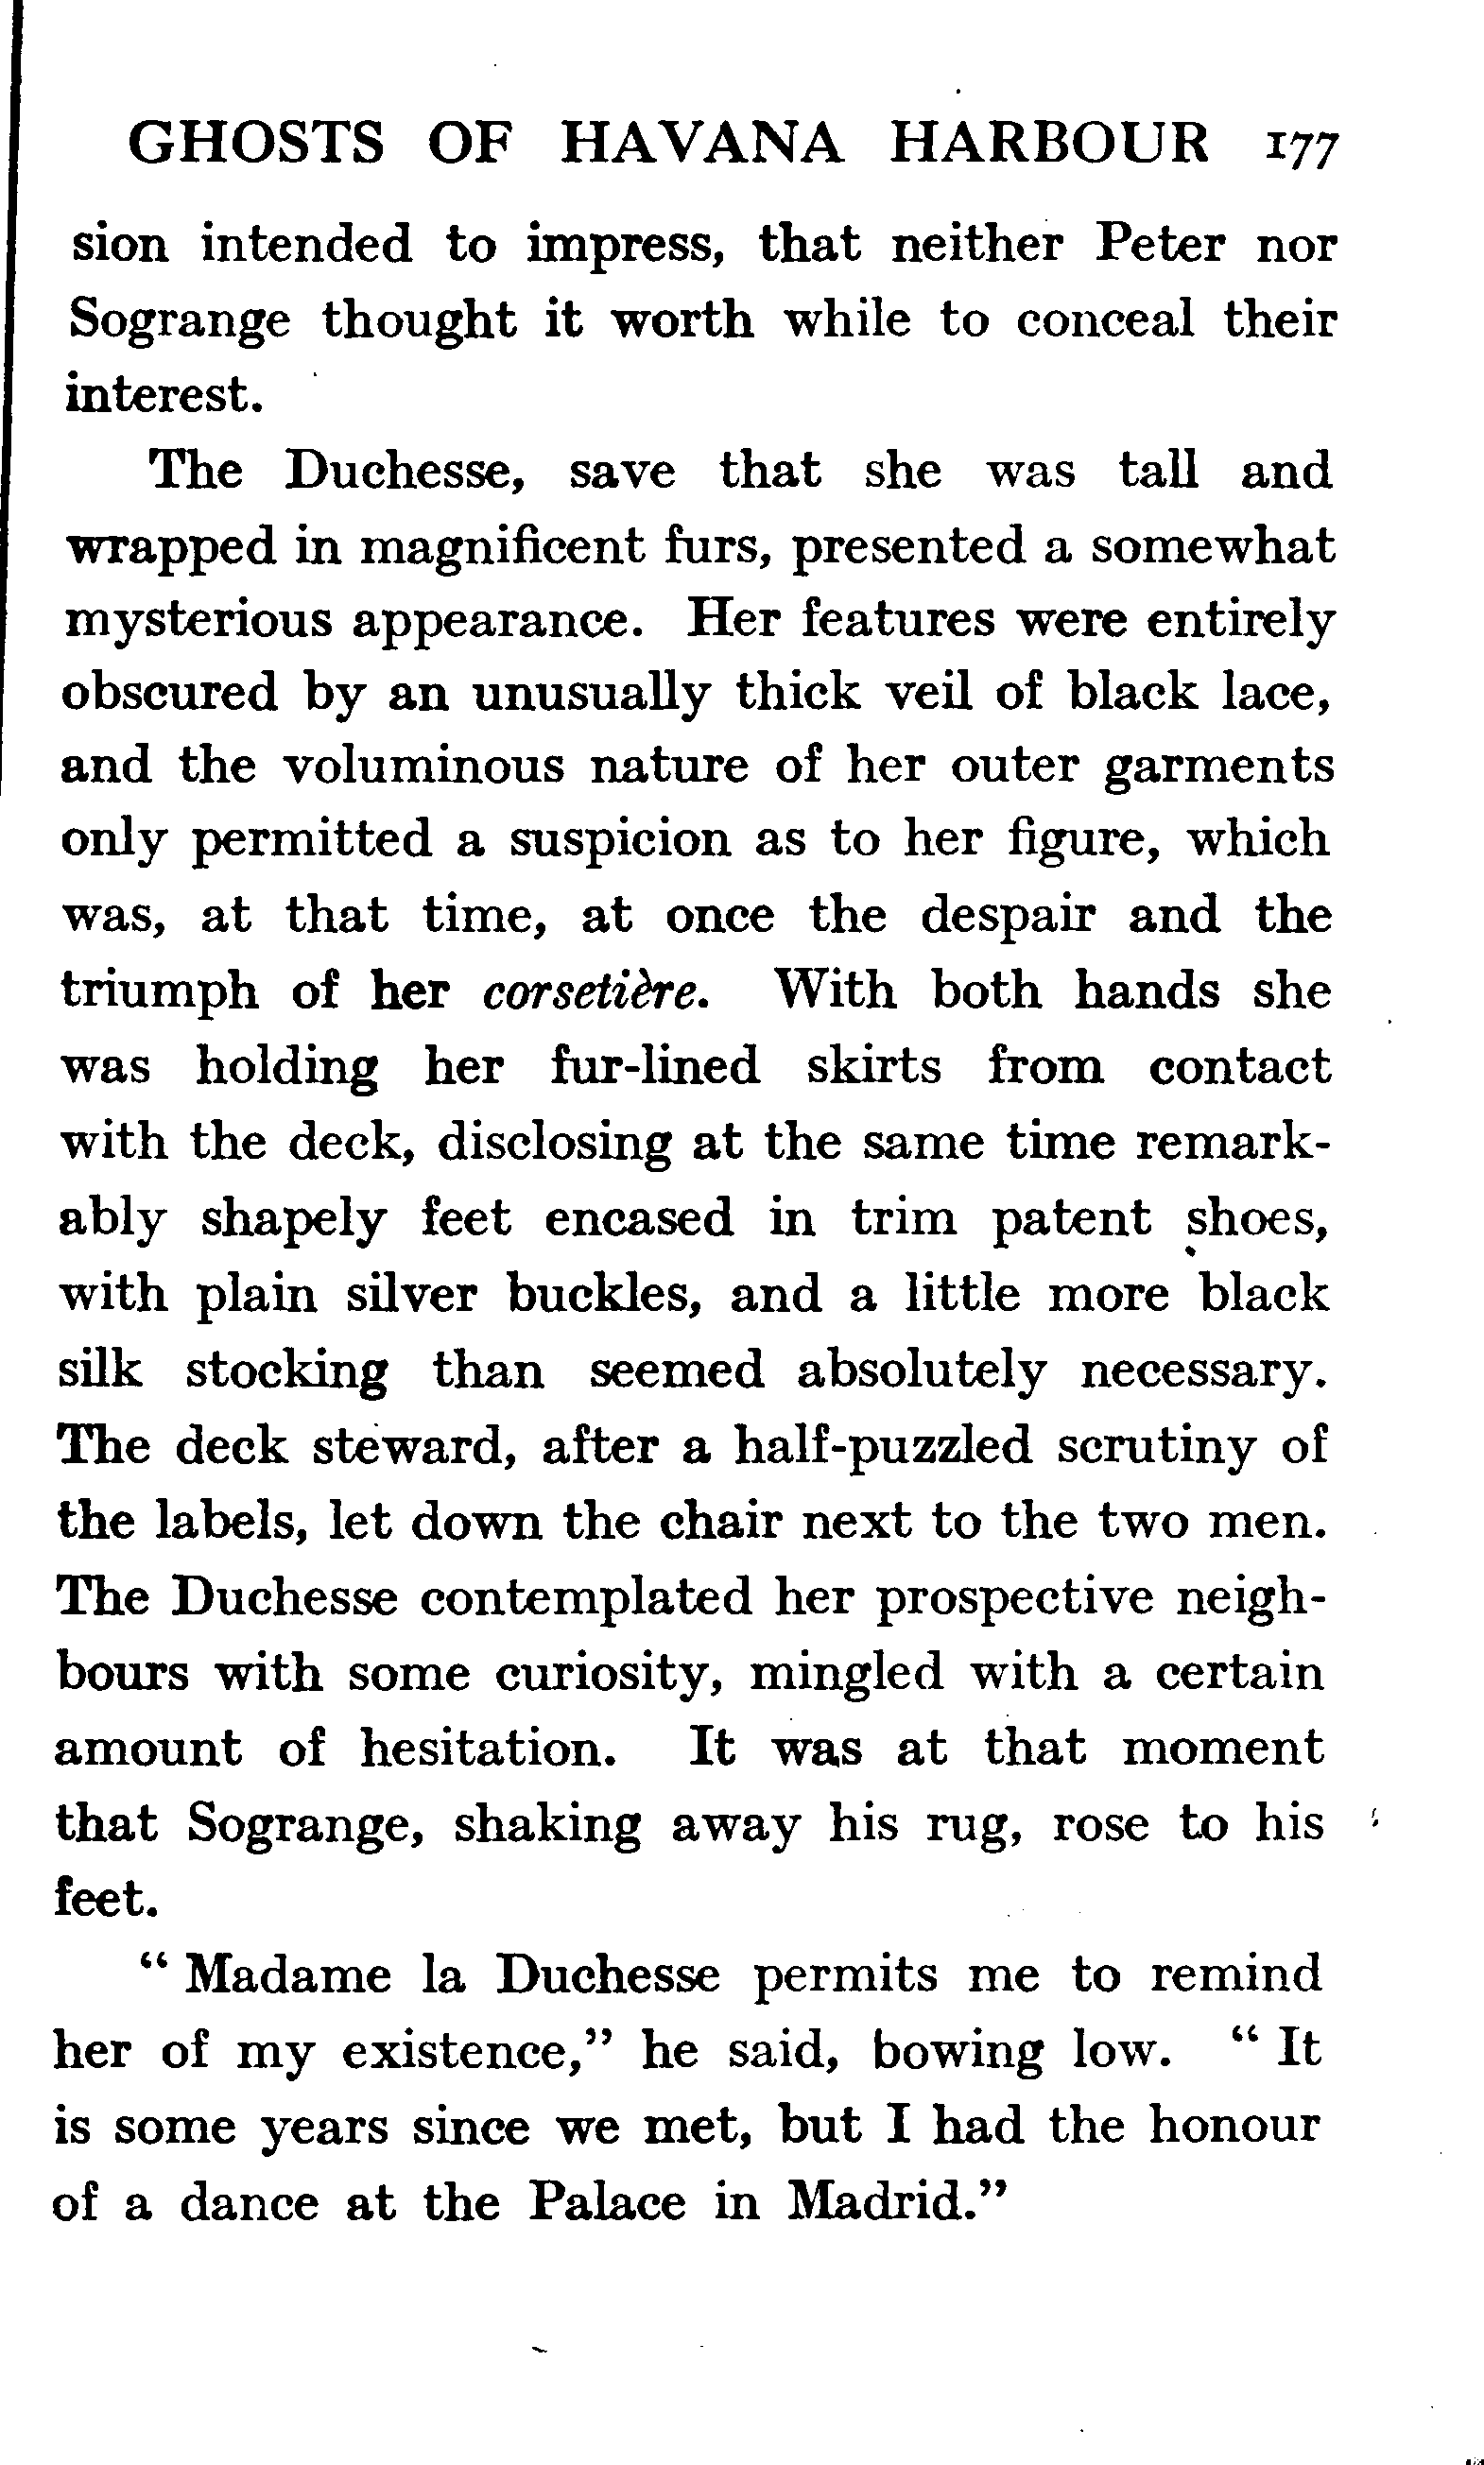 GHOSTS OF HAVANA HARBOUR 177
sion intended to impress, that neither Peter nor
Sogrange thought it worth while to conceal their
interest.
The Duchesse, save that she was tall and
wrapped in magnificent furs, presented a somewhat
mysterious appearance. Her features were entirely
obscured by an unusually thick veil of black lace,
and the voluminous nature of her outer garments
only permitted a suspicion as to her figure, which
was, at that time, at once the despair and the
triumph of her corsetière. With both hands she
was holding her fur-lined skirts from contact
with the deck, disclosing at the same time remark-
ably shapely feet encased in trim patent shoes,
with plain silver buckles, and a little more black
silk stocking than seemed absolutely necessary.
The deck steward, after a half-puzzled scrutiny of
the labels, let down the chair next to the two men.
The Duchesse contemplated her prospective neigh-
bours with some curiosity, mingled with a certain
amount of hesitation. It was at that moment
that Sogrange, shaking away his rug, rose to his
feet.
“ Madame la Duchesse permits me to remind
her of my existence,” he said, bowing low. “ It
is some years since we met, but I had the honour
of a dance at the Palace in Madrid.”